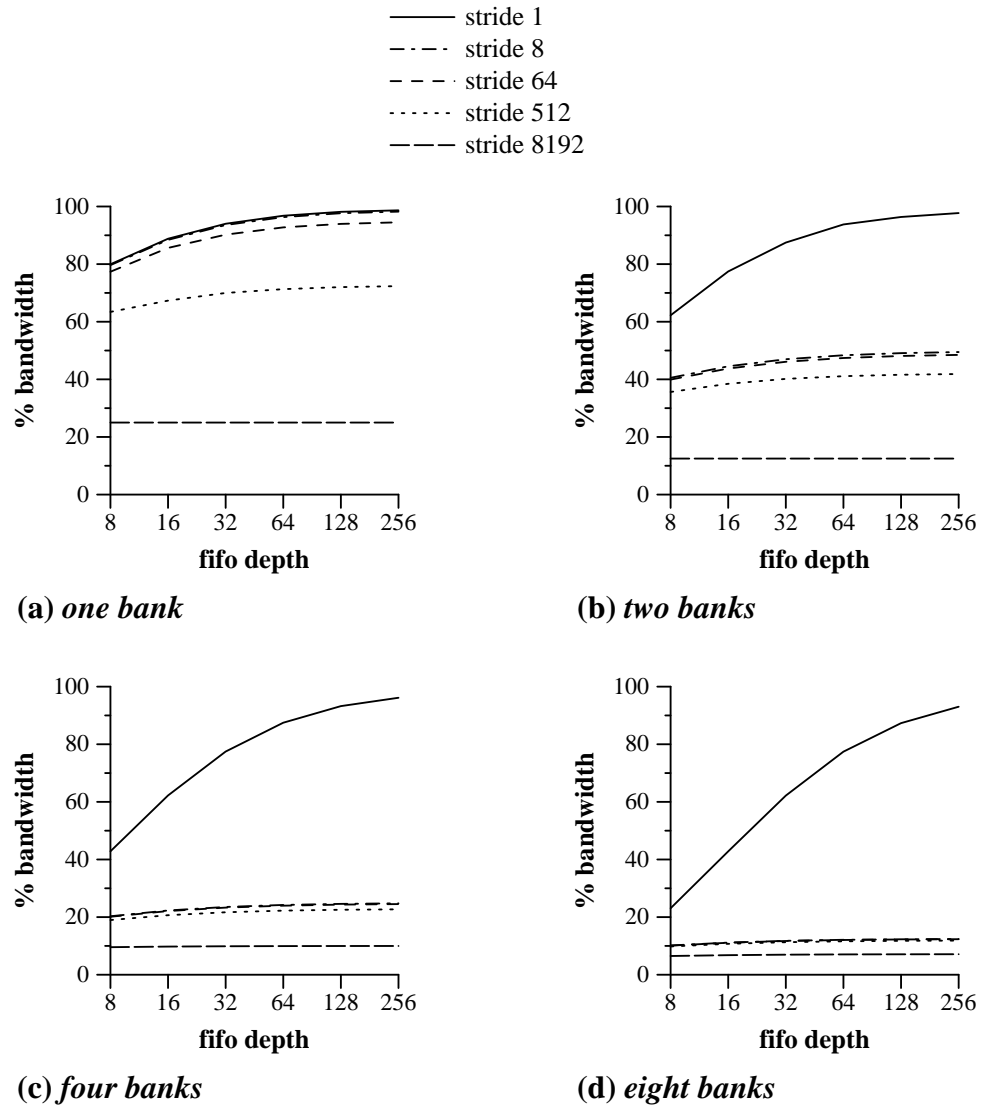 stride 1
stride 8
stride 64
stride 512
stride 8192
100
80
60
40
20
0
% bandwidth
8 16 32 64 128 256
fifo depth
(a) one bank
100
80
60
40
20
0
% bandwidth
8 16 32 64 128 256
fifo depth
(b) two banks
100
80
60
40
20
0
% bandwidth
8 16 32 64 128 256
fifo depth
(c) four banks
100
80
60
40
20
0
% bandwidth
8 16 32 64 128 256
fifo depth
(d) eight banks